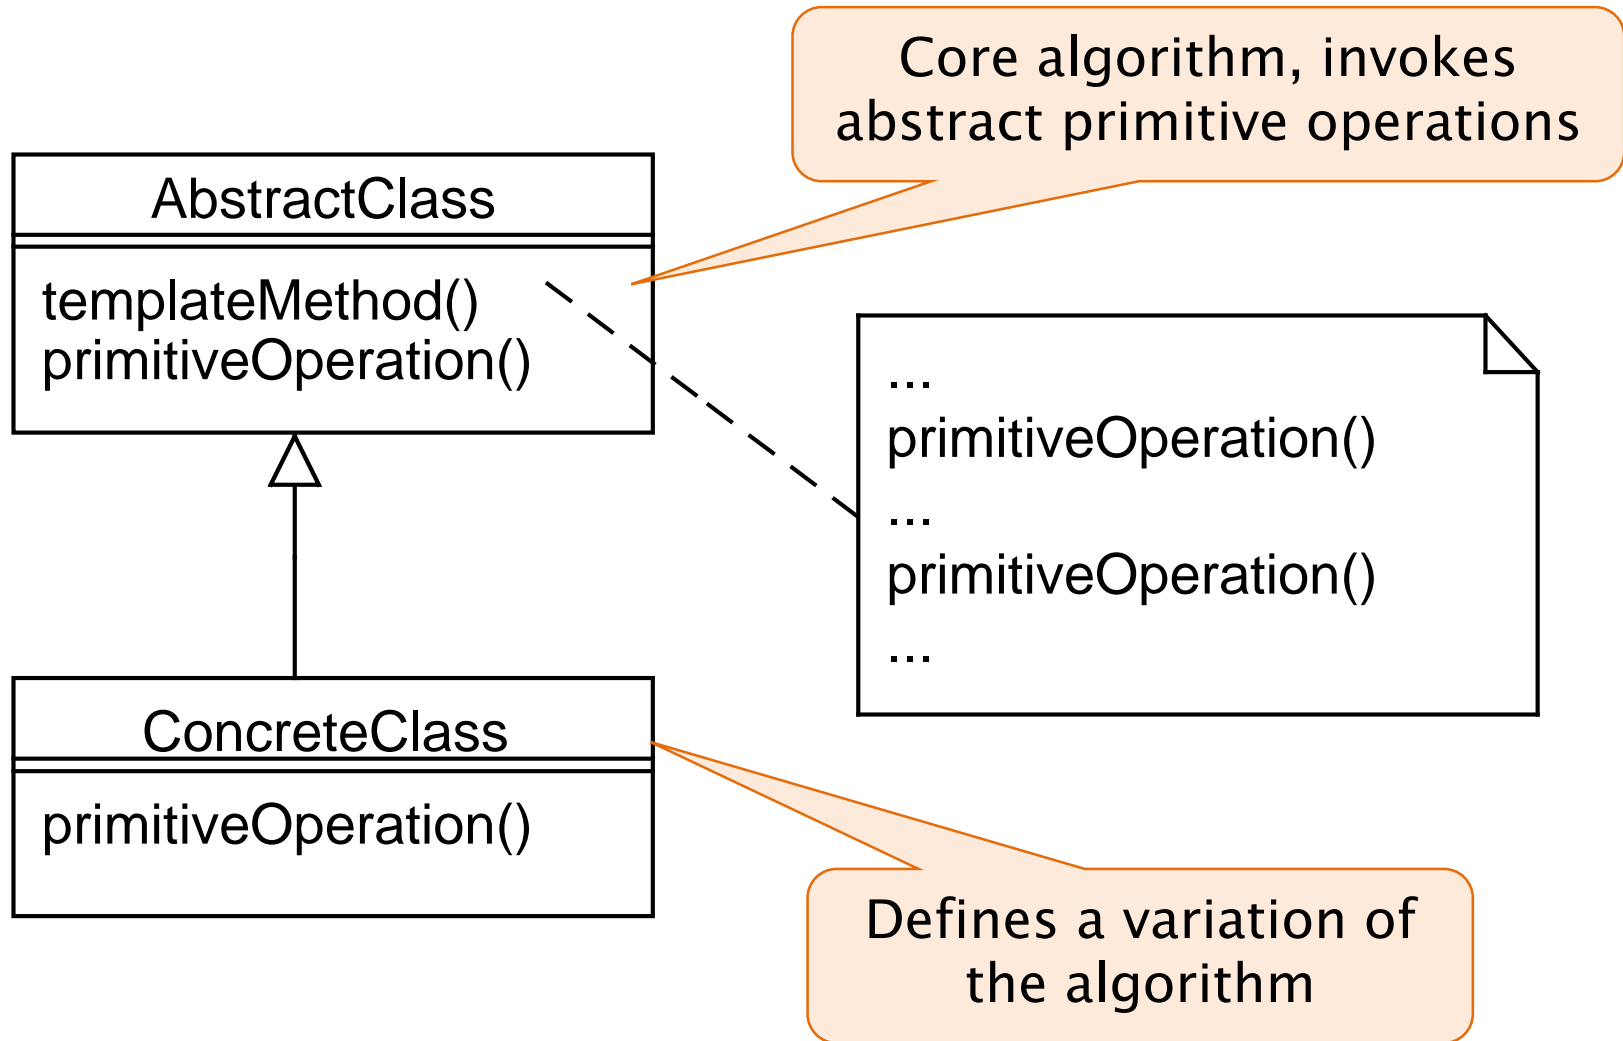 Core algorithm, invokes
abstract primitive operations
AbstractClass
templateMethod()
primitiveOperation()
...
primitiveOperation()
...
primitiveOperation()
...
ConcreteClass
primitiveOperation()
Defines a variation of
the algorithm